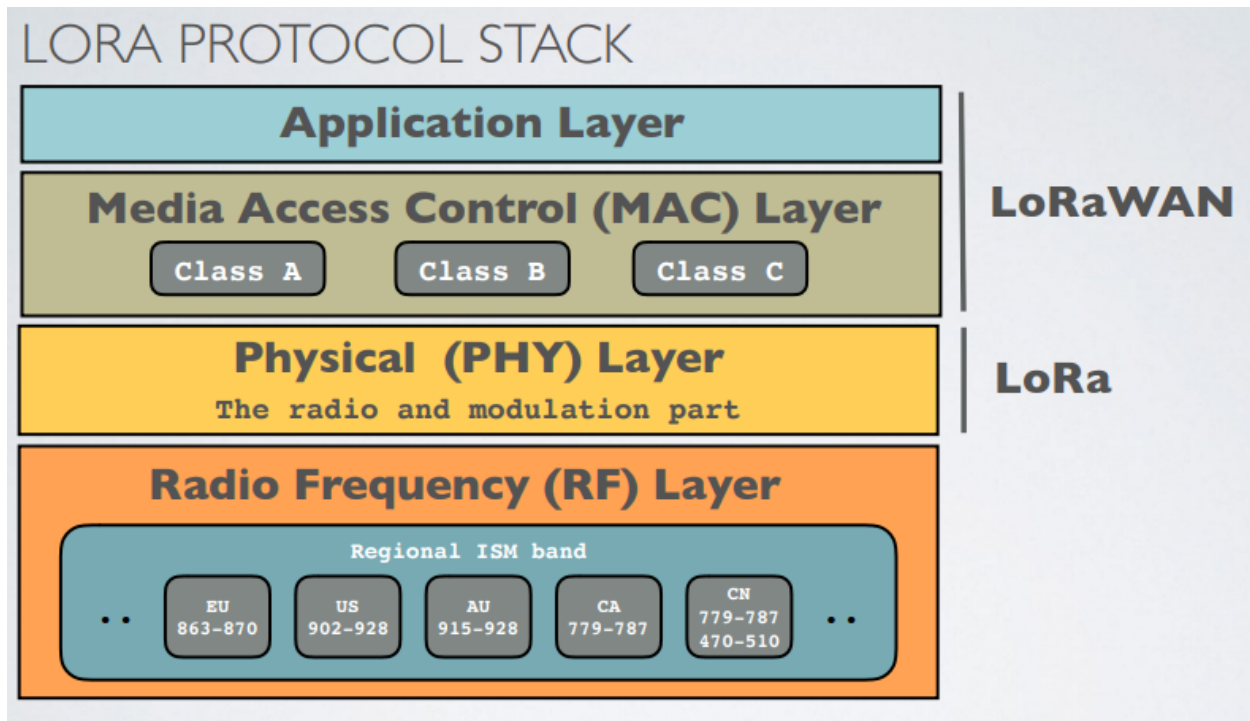 LORA PROTOCOL STACK
Application Layer
Media Access Control (MAC) Layer
Class A
Class B
Class C
LoRaWAN
Physical (PHY) Layer
The radio and modulation part
LoRa
Radio Frequency (RF) Layer
Regional ISM band
..
EU
863-870
US
902-928
AU
915-928
CA
779-787
CN
779-787
470-510
..